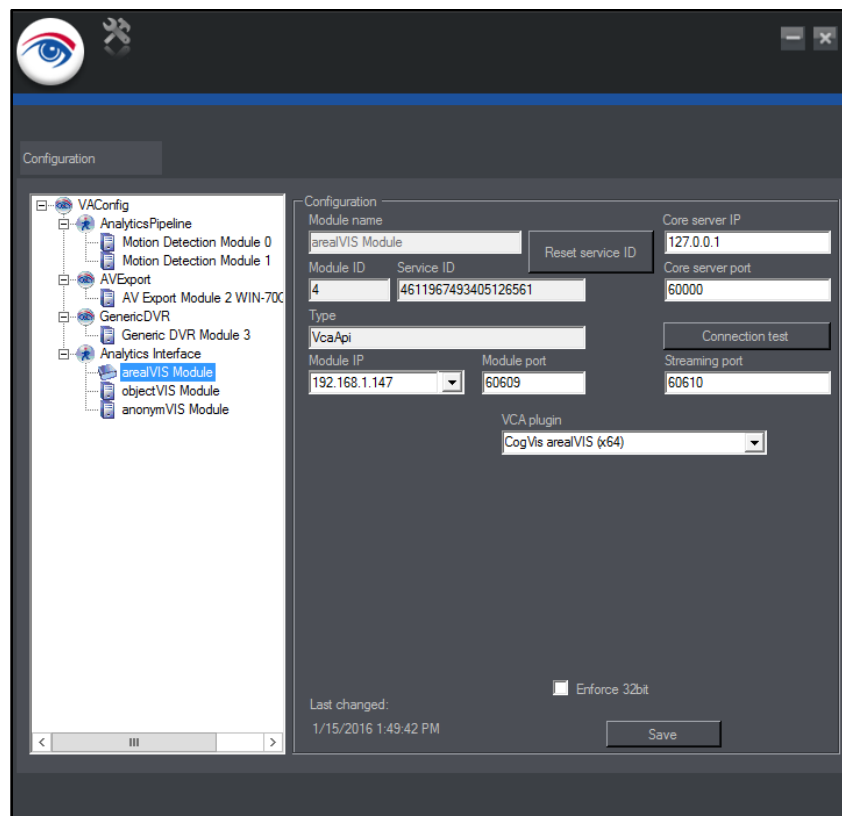 Configuration
VAConfig
AnalyticsPipeline
Motion Detection Module 0
Motion Detection Module 1
AVExport
AV Export Module 2 WIN-70C
GenericDVR
Generic DVR Module 3
Analytics Interface
arealVIS Module
objectVIS Module
anonymVIS Module
Configuration
Module name
Core server IP
arealVIS Module
Reset service ID
127.0.0.1
Module ID
Service ID
Core server port
4
4611967493405126561
60000
Type
VcaApi
Connection test
Module IP
Module port
Streaming port
192.168.1.147
60609
60610
VCA plugin
CogVis arealVIS (x64)
Enforce 32bit
Last changed:
1/15/2016 1:49:42 PM
Save